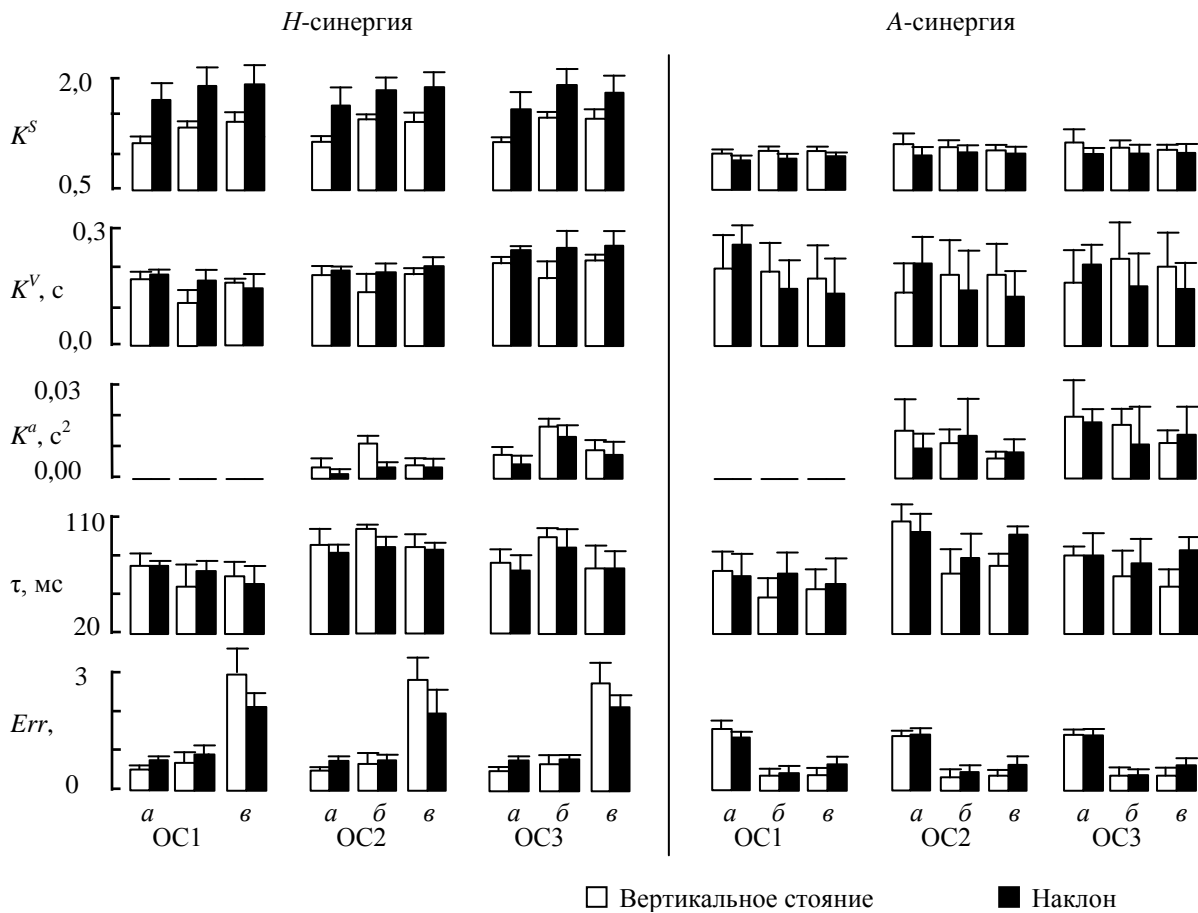 H-синергия
A-синергия
2,0
K^S
0,5
0,3
K^V, с
0,0
0,03
K^a, с^2
0,00
110
τ, мс
20
3
Err,
0
а в а б в а б в а б в а б в а б в
ОС1 ОС2 ОС3 ОС1 ОС2 ОС3
Вертикальное стояние Наклон